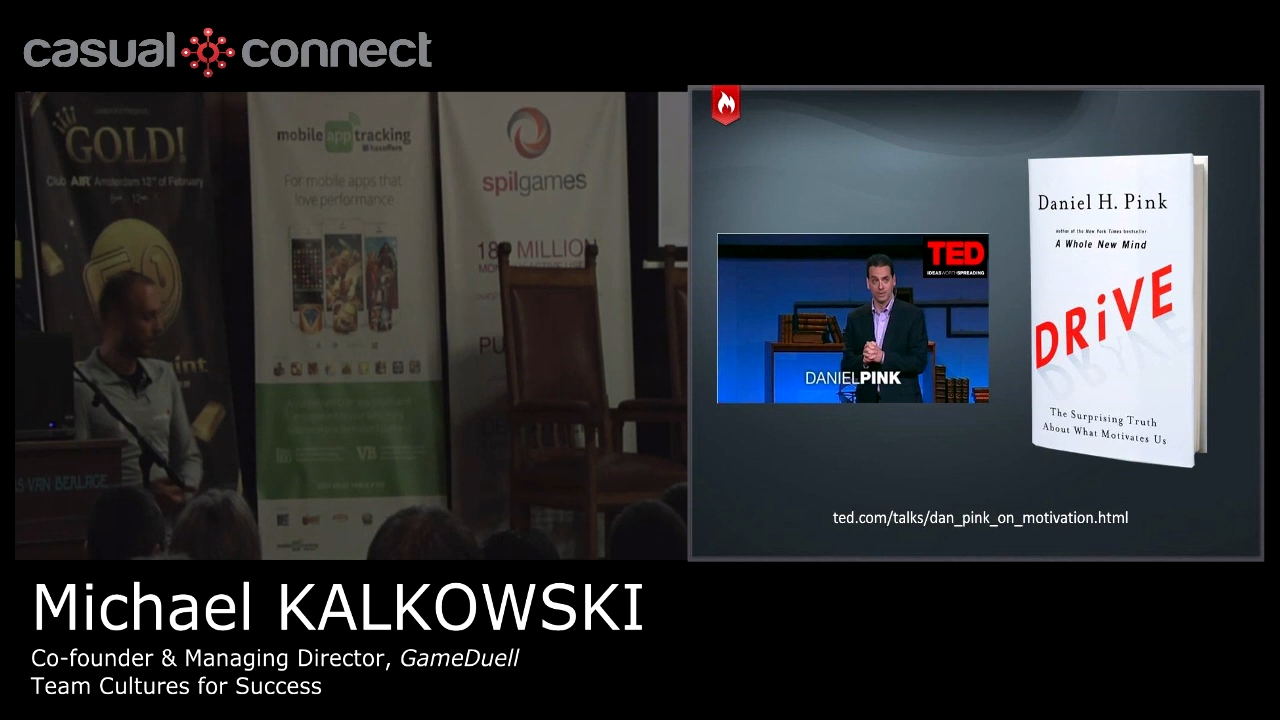 casual connect
GOLD!
Club AIR Amsterdam 12th of February
mobile app tracking
For mobile apps that
love performance
VB
spilgames
MILLION
PU
S VAN BERLAGE
TED
IDEAS WORTH SPREADING
DANIELPINK
Daniel H. Pink
author of the New York Times bestseller
A Whole New Mind
DRiVE
The Surprising Truth
About What Motivates Us
ted.com/talks/dan_pink_on_motivation.html
Michael KALKOWSKI
Co-founder & Managing Director, GameDuell
Team Cultures for Success